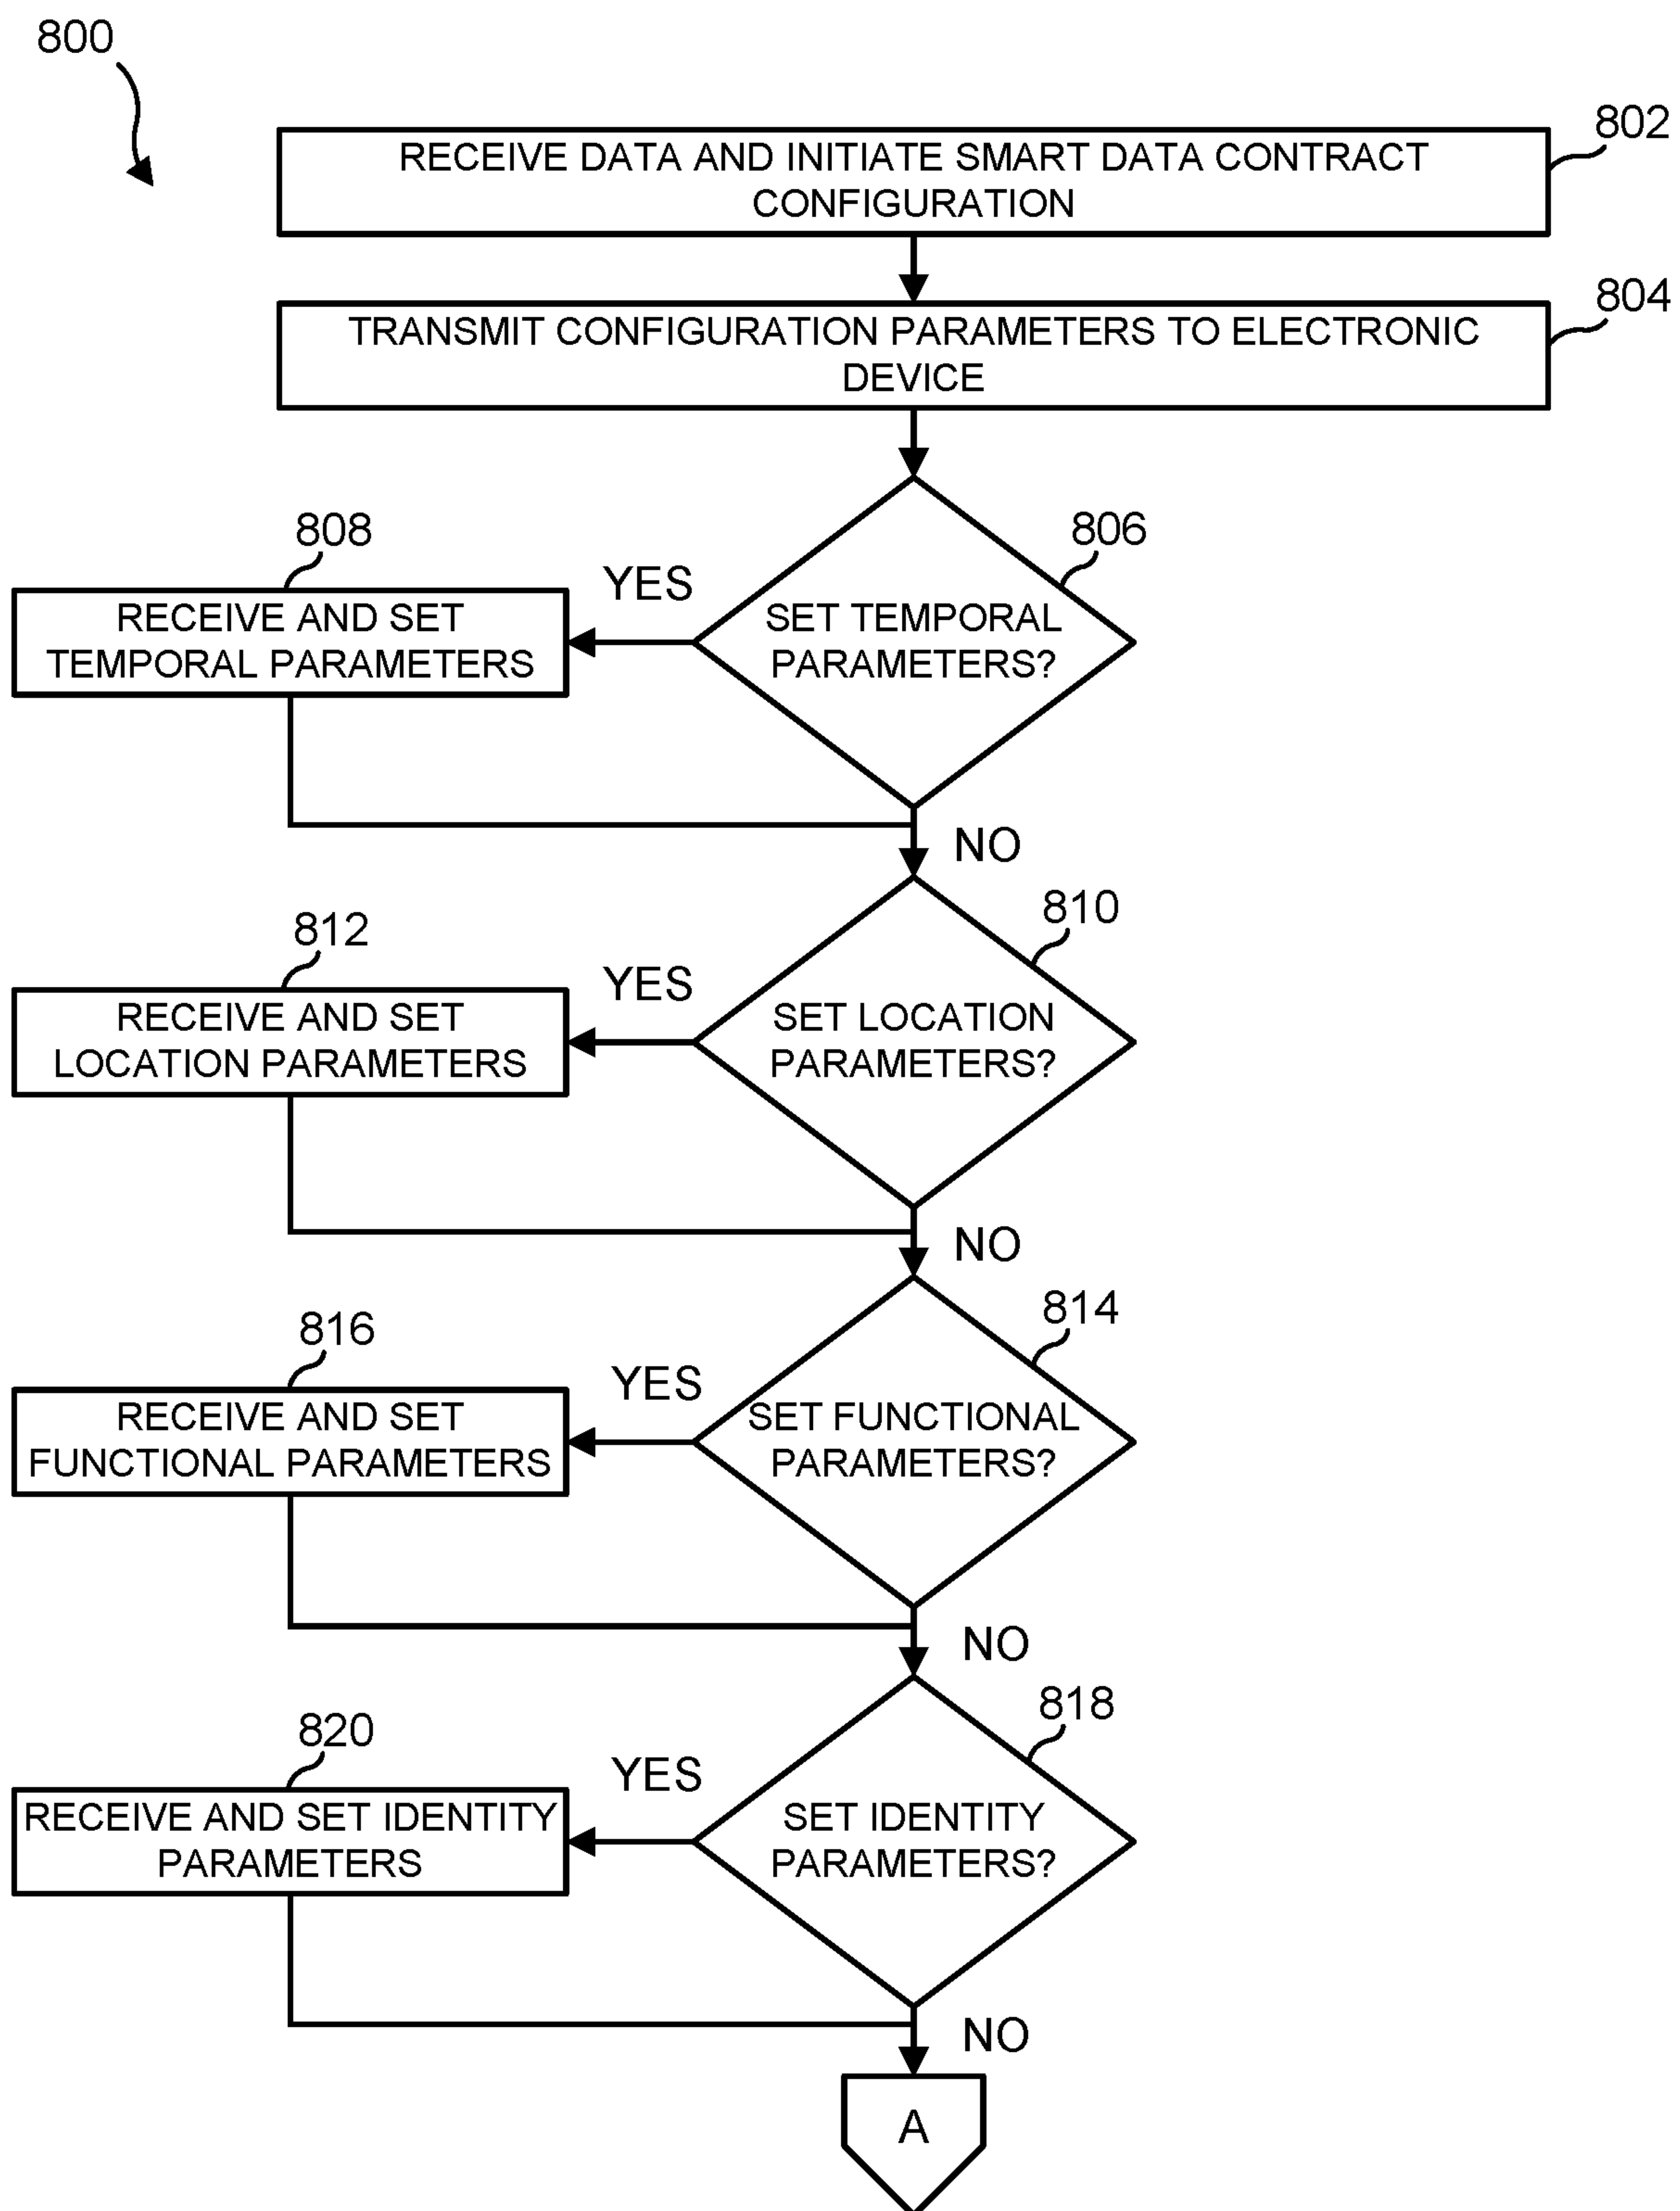 800
802
RECEIVE DATA AND INITIATE SMART DATA CONTRACT
CONFIGURATION
804
TRANSMIT CONFIGURATION PARAMETERS TO ELECTRONIC
DEVICE
806
SET TEMPORAL
PARAMETERS?
YES
808
RECEIVE AND SET
TEMPORAL PARAMETERS
NO
810
SET LOCATION
PARAMETERS?
YES
812
RECEIVE AND SET
LOCATION PARAMETERS
NO
814
SET FUNCTIONAL
PARAMETERS?
YES
816
RECEIVE AND SET
FUNCTIONAL PARAMETERS
NO
818
SET IDENTITY
PARAMETERS?
YES
820
RECEIVE AND SET IDENTITY
PARAMETERS
NO
A